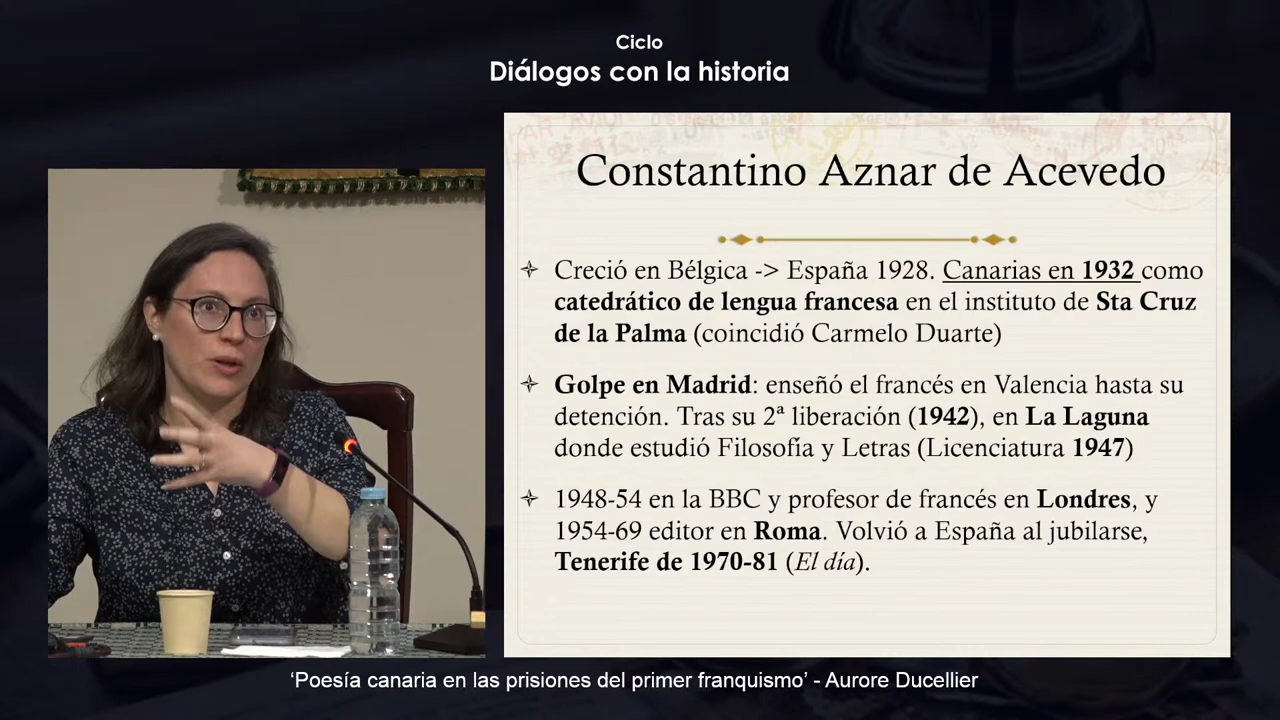 Ciclo
Diálogos con la historia
Constantino Aznar de Acevedo
Creció en Bélgica -> España 1928. Canarias en 1932 como
catedrático de lengua francesa en el instituto de Sta Cruz
de la Palma (coincidió Carmelo Duarte)
Golpe en Madrid: enseñó el francés en Valencia hasta su
detención. Tras su 2ª liberación (1942), en La Laguna
donde estudió Filosofía y Letras (Licenciatura 1947)
1948-54 en la BBC y profesor de francés en Londres, y
1954-69 editor en Roma. Volvió a España al jubilarse,
Tenerife de 1970-81 (El día).
‘Poesía canaria en las prisiones del primer franquismo’ - Aurore Ducellier